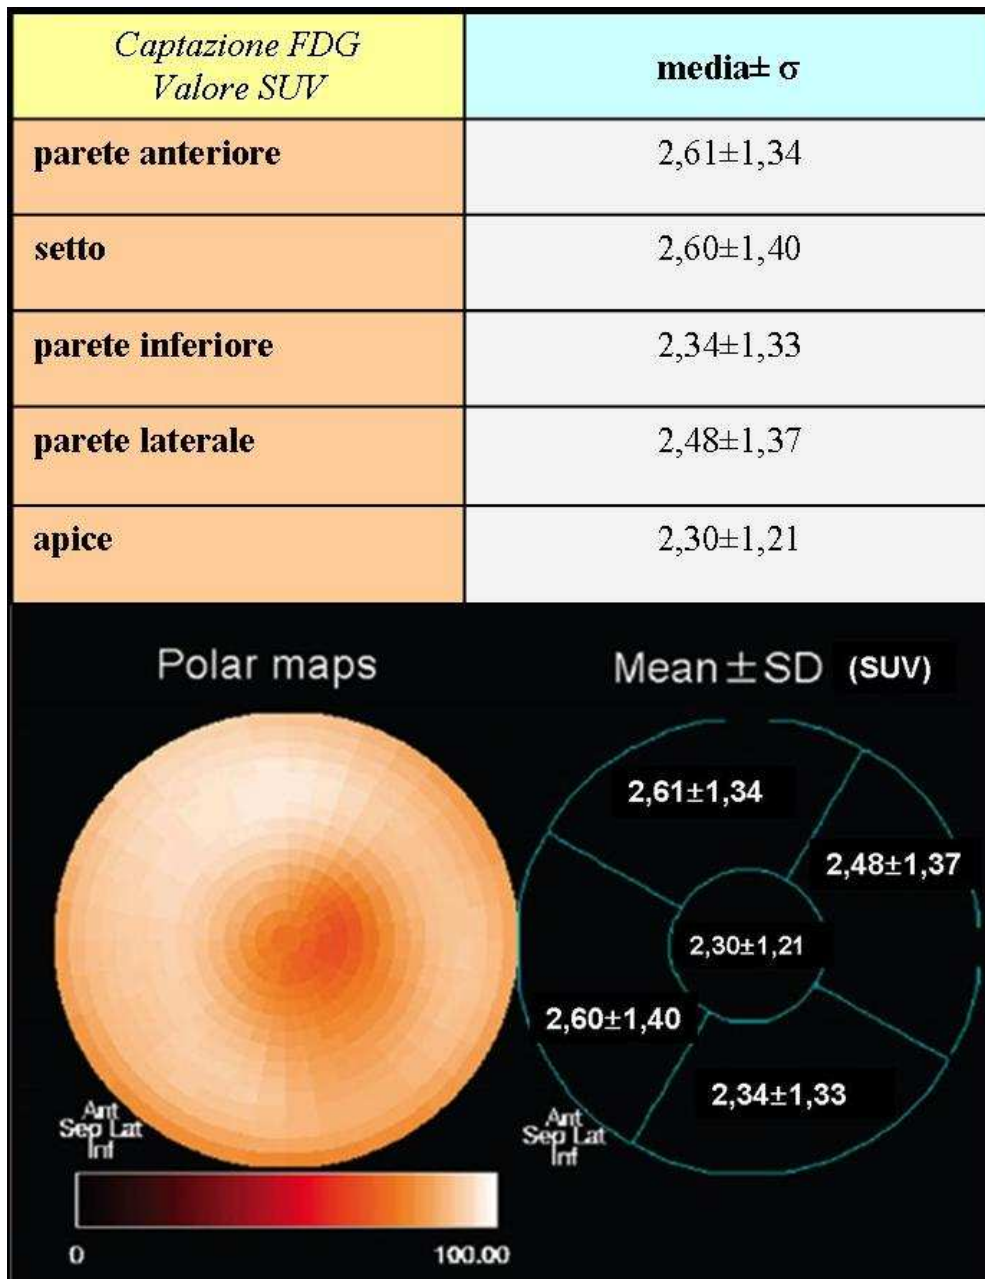 Captazione FDG
Valore SUV
media± σ
parete anteriore
2,61±1,34
setto
2,60±1,40
parete inferiore
2,34±1,33
parete laterale
2,48±1,37
apice
2,30±1,21
Polar maps
Mean±SD (SUV)
2,61±1,34
2,48±1,37
2,30±1,21
2,60±1,40
2,34±1,33
Ant
Sep Lat
Inf
Ant
Sep Lat
Inf
0
100.00